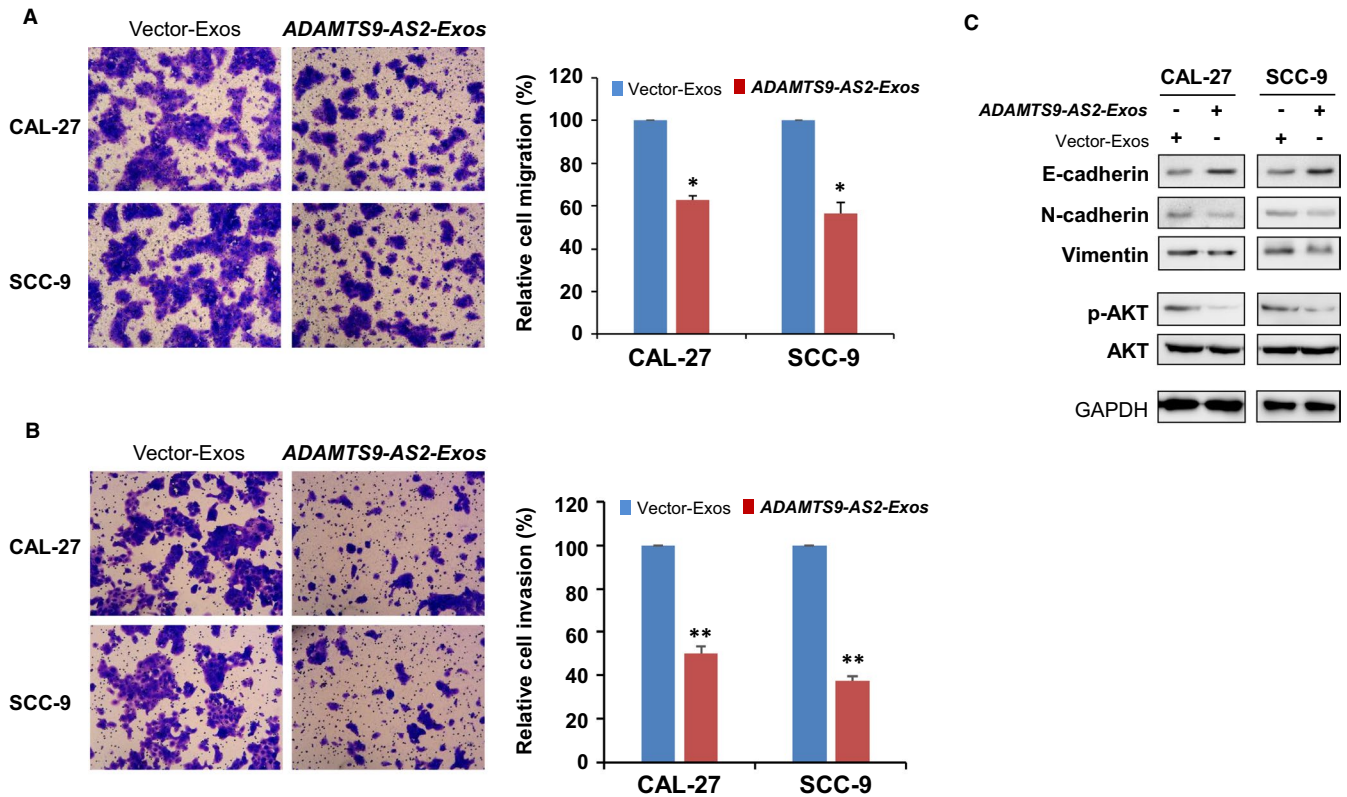 A
Vector-Exos ADAMTS9-AS2-Exos
CAL-27
SCC-9
Relative cell migration (%)
120
100
80
60
40
20
0
Vector-Exos ADAMTS9-AS2-Exos
*
*
CAL-27 SCC-9
B
Vector-Exos ADAMTS9-AS2-Exos
CAL-27
SCC-9
Relative cell invasion (%)
120
100
80
60
40
20
0
Vector-Exos ADAMTS9-AS2-Exos
**
**
CAL-27 SCC-9
C
CAL-27 SCC-9
ADAMTS9-AS2-Exos - + - +
Vector-Exos + - + -
E-cadherin
N-cadherin
Vimentin
p-AKT
AKT
GAPDH